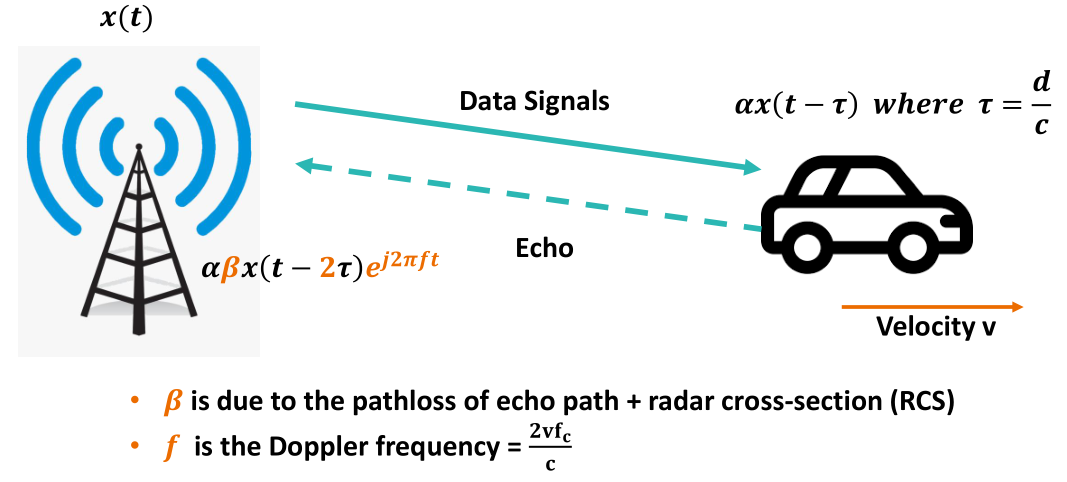 x(t)
Data Signals
αx(t − τ) where τ = d/c
Echo
αβx(t − 2τ)e^{j2πft}
Velocity v
• β is due to the pathloss of echo path + radar cross-section (RCS)
• f is the Doppler frequency = 2vf_c/c